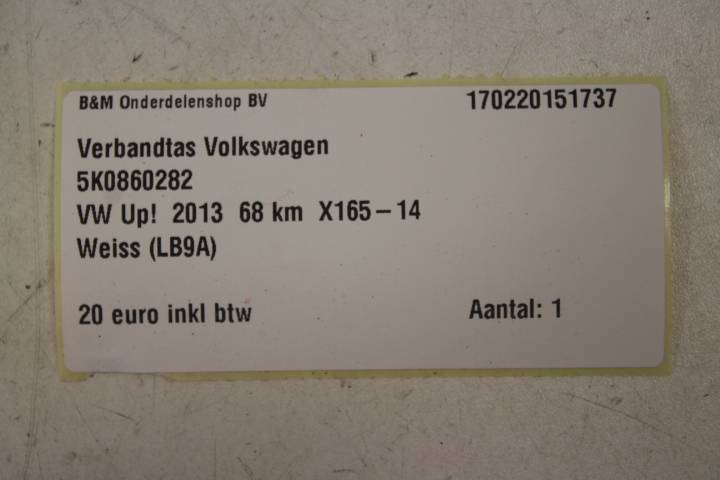 B&M Onderdelenshop BV 170220151737
Verbandtas Volkswagen
5K0860282
VW Up! 2013 68 km X165-14
Weiss (LB9A)
20 euro inkl btw Aantal: 1